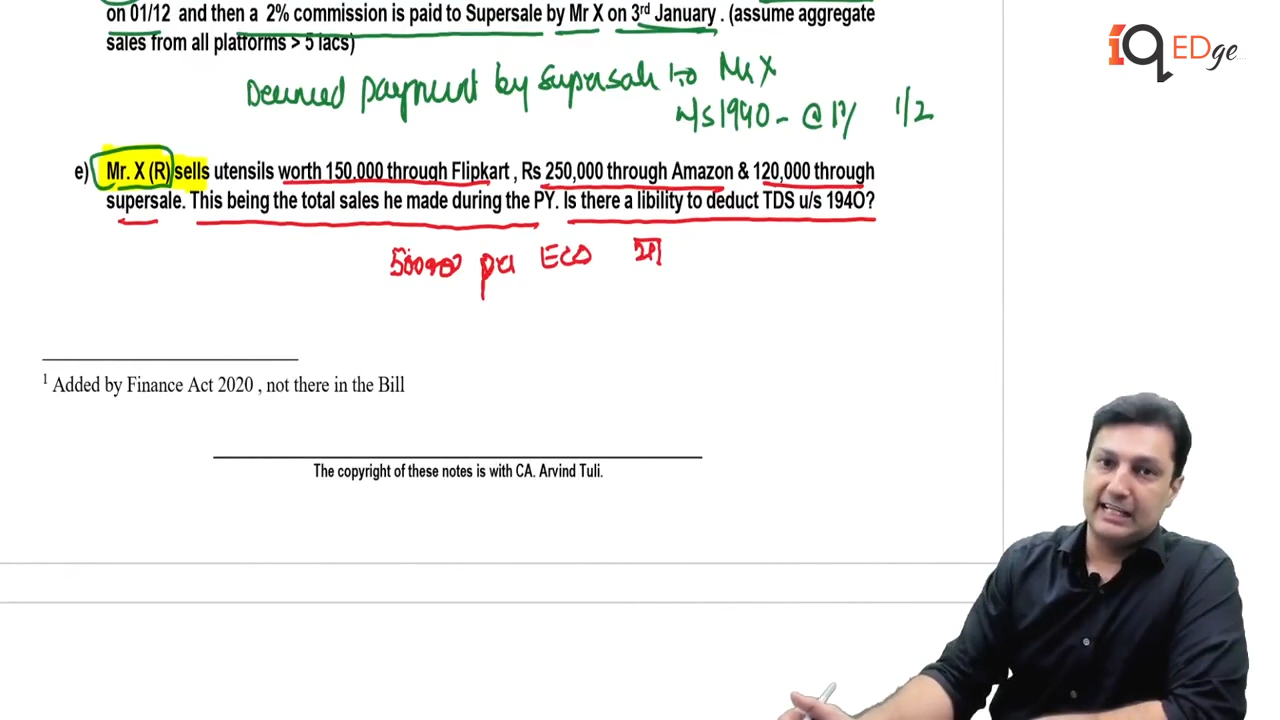 on 01/12 and then a 2% commission is paid to Supersale by Mr X on 3rd January . (assume aggregate
sales from all platforms > 5 lacs)
iQ EDge
Deemed payment by Supersale to Mr X
u/s 194O - @ 1% 1/2
e) Mr. X (R) sells utensils worth 150.000 through Flipkart , Rs 250,000 through Amazon & 120,000 through
supersale. This being the total sales he made during the PY. Is there a libility to deduct TDS u/s 194O?
500000 per ECO
1 Added by Finance Act 2020 , not there in the Bill
The copyright of these notes is with CA. Arvind Tuli.